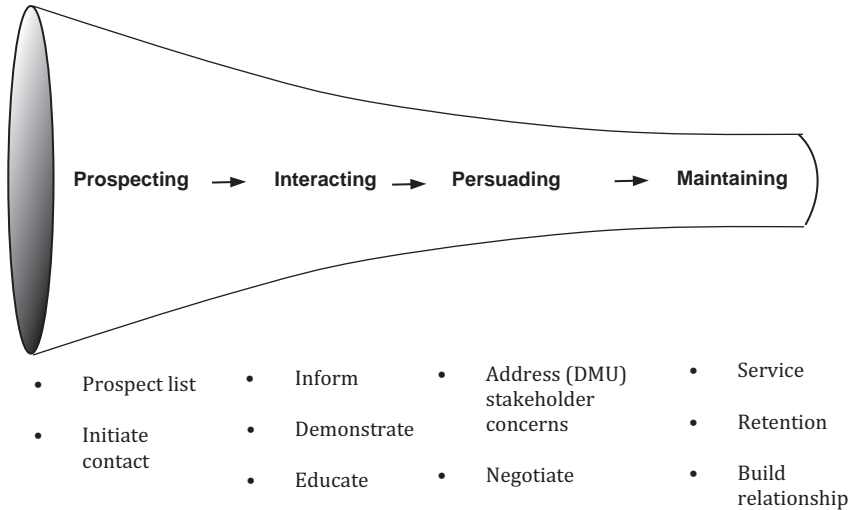 Prospecting → Interacting → Persuading → Maintaining
• Prospect list
• Initiate
contact
• Inform
• Demonstrate
• Educate
• Address (DMU)
stakeholder
concerns
• Negotiate
• Service
• Retention
• Build
relationship